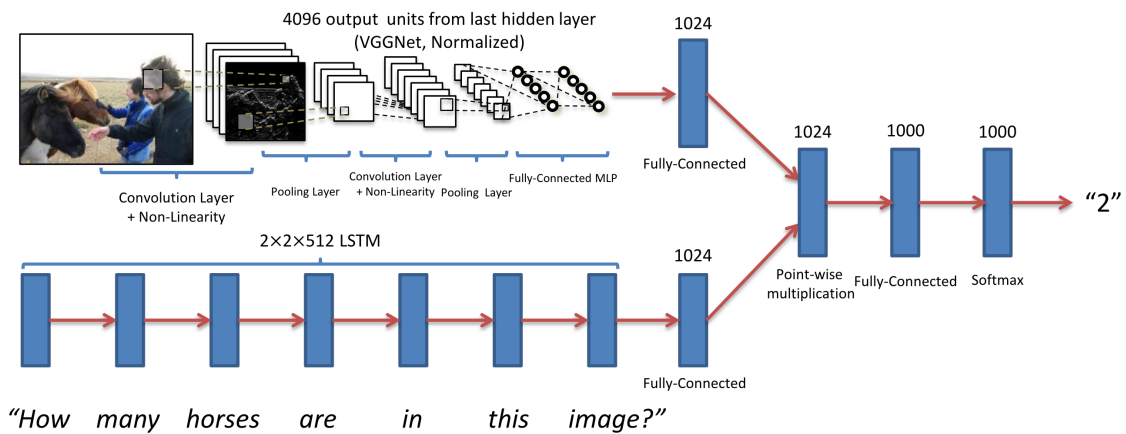 4096 output units from last hidden layer
(VGGNet, Normalized)
1024
Fully-Connected
Convolution Layer
+ Non-Linearity
Pooling Layer
Convolution Layer
+ Non-Linearity
Pooling Layer
Fully-Connected MLP
2×2×512 LSTM
1024
Fully-Connected
1024
Point-wise
multiplication
1000
Fully-Connected
1000
Softmax
“2”
“How many horses are in this image?”